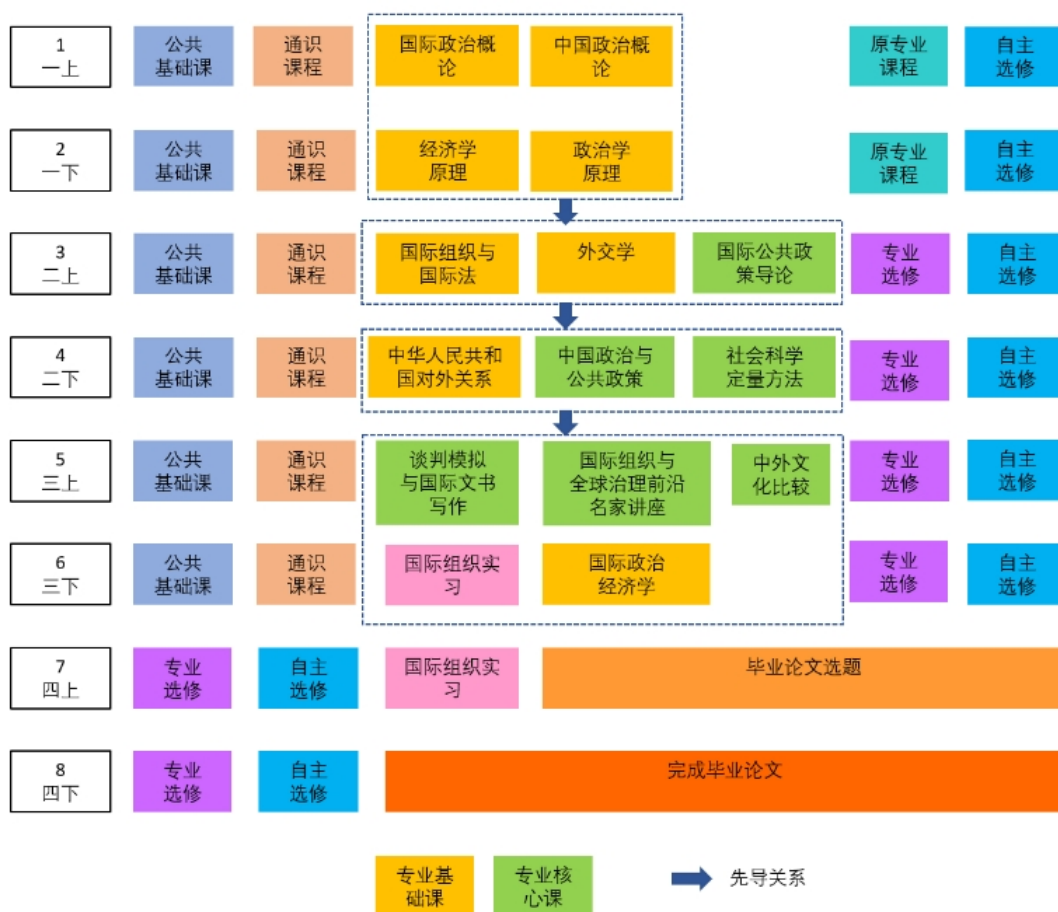 1
一上
公共
基础课
通识
课程
国际政治概
论
中国政治概
论
原专业
课程
自主
选修
2
一下
公共
基础课
通识
课程
经济学
原理
政治学
原理
原专业
课程
自主
选修
3
二上
公共
基础课
通识
课程
国际组织与
国际法
外交学
国际公共政
策导论
专业
选修
自主
选修
4
二下
公共
基础课
通识
课程
中华人民共和
国对外关系
中国政治与
公共政策
社会科学
定量方法
专业
选修
自主
选修
5
三上
公共
基础课
通识
课程
谈判模拟
与国际文书
写作
国际组织与
全球治理前沿
名家讲座
中外文
化比较
专业
选修
自主
选修
6
三下
公共
基础课
通识
课程
国际组织实
习
国际政治
经济学
专业
选修
自主
选修
7
四上
专业
选修
自主
选修
国际组织实
习
毕业论文选题
8
四下
专业
选修
自主
选修
完成毕业论文
专业基
础课
专业核
心课
先导关系